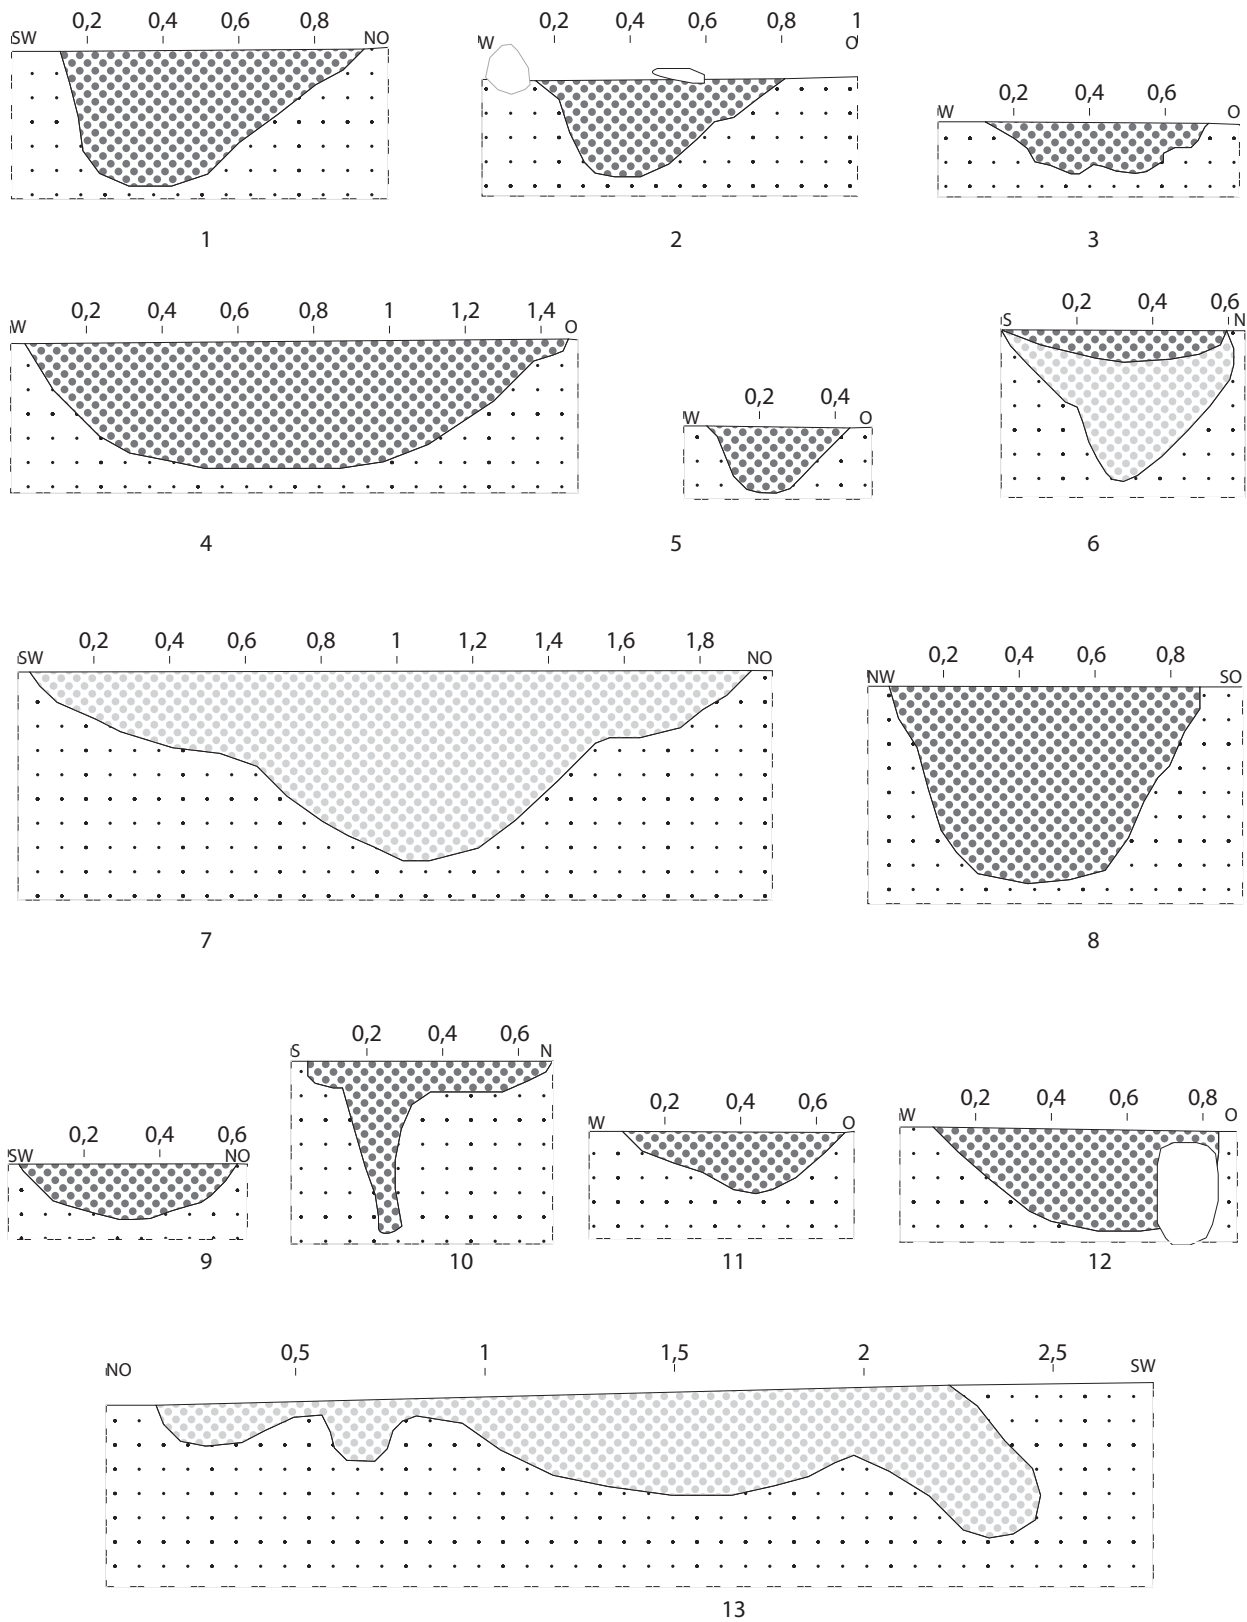 0,2 0,4 0,6 0,8
SW NO
1
0,2 0,4 0,6 0,8 1
W O
2
0,2 0,4 0,6
W O
3
0,2 0,4 0,6 0,8 1 1,2 1,4
W O
4
0,2 0,4
W O
5
0,2 0,4 0,6
S N
6
0,2 0,4 0,6 0,8 1 1,2 1,4 1,6 1,8
SW NO
7
0,2 0,4 0,6 0,8
NW SO
8
0,2 0,4 0,6
SW NO
9
0,2 0,4 0,6
S N
10
0,2 0,4 0,6
W O
11
0,2 0,4 0,6 0,8
W O
12
0,5 1 1,5 2 2,5
NO SW
13